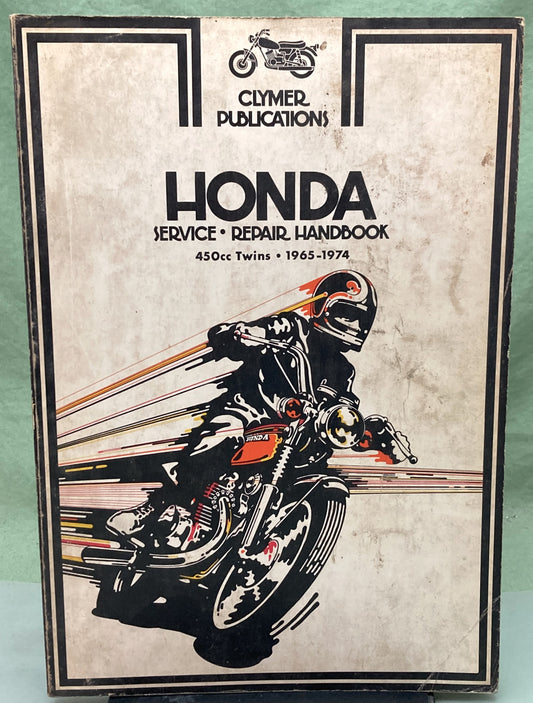 CLYMER
PUBLICATIONS
HONDA
SERVICE • REPAIR HANDBOOK
450cc Twins • 1965-1974
HONDA